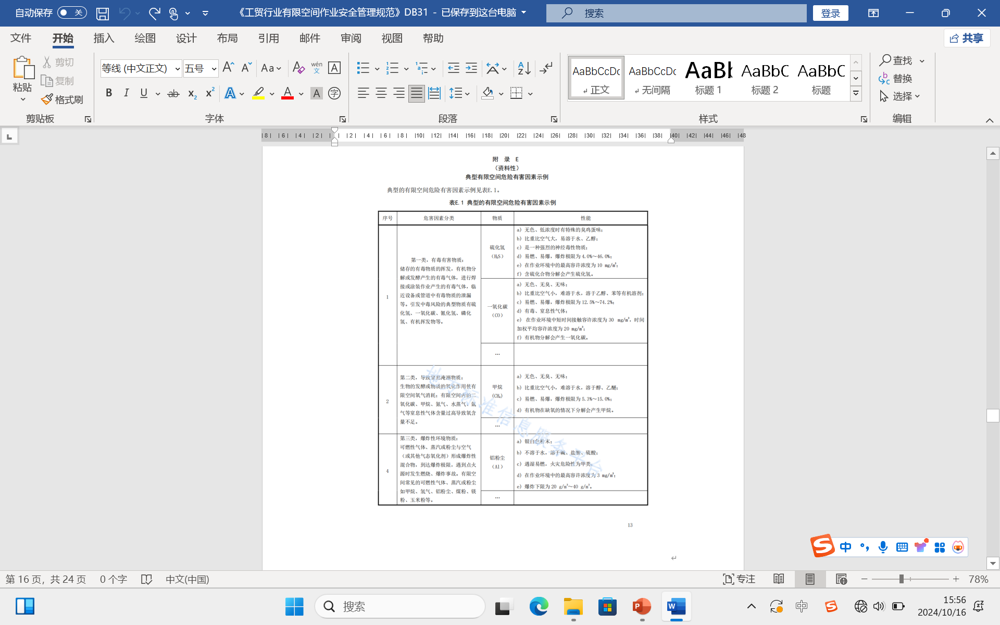 自动保存 关 《工贸行业有限空间作业安全管理规范》DB31 - 已保存到这台电脑 搜索 登录
文件 开始 插入 绘图 设计 布局 引用 邮件 审阅 视图 帮助 共享
粘贴 剪切 复制 格式刷
剪贴板
等线 (中文正文) 五号
字体
段落
AaBbCcDc 正文
AaBbCcDc 无间隔
AaBl 标题 1
AaBbC 标题 2
AaBbC 标题
样式
查找
替换
选择
编辑
8 6 4 2 2 4 6 8 10 12 14 16 18 20 22 24 26 28 30 32 34 36 38 40 42 44 46 48
附 录 E
（资料性）
典型有限空间危险有害因素示例
典型的有限空间危险有害因素示例见表E.1。
表E.1 典型的有限空间危险有害因素示例
序号 危害因素分类 物质 性能
1
第一类，有毒有害物质：
储存的有毒物质的挥发，有机物分
解或发酵产生的有毒气体，进行焊
接或涂装作业产生的有毒气体，临
近设备或管道中有毒物质的泄漏
等。引发中毒风险的典型物质有硫
化氢、一氧化碳、氰化氢、磷化
氢、有机挥发物等。
硫化氢
（H₂S）
a) 无色、低浓度时有特殊的臭鸡蛋味；
b) 比重比空气大，易溶于水、乙醇；
c) 是一种强烈的神经毒性物质；
d) 易燃、易爆，爆炸极限为4.0%～46.0%；
e) 在作业环境中的最高容许浓度为10 mg/m³；
f) 含硫化合物分解会产生硫化氢。
一氧化碳
（CO）
a) 无色、无臭、无味；
b) 比重比空气小，难溶于水，溶于乙醇、苯等有机溶剂；
c) 易燃、易爆，爆炸极限为12.5%～74.2%；
d) 有毒、窒息性气体；
e) 在作业环境中短时间接触容许浓度为30 mg/m³，时间
加权平均容许浓度为20 mg/m³；
f) 有机物分解会产生一氧化碳。
…
2
第二类，导致窒息淹溺物质：
生物的发酵或物质的氧化作用使有
限空间氧气消耗；有限空间内的二
氧化碳、甲烷、氮气、水蒸气、氩
气等窒息性气体含量过高导致氧含
量不足。
甲烷
（CH₄）
a) 无色、无臭、无味；
b) 比重比空气小，难溶于水，溶于醇、乙醚；
c) 易燃、易爆，爆炸极限为5.3%～15.0%；
d) 有机物在缺氧的情况下分解会产生甲烷。
…
4
第三类，爆炸性环境物质：
可燃性气体、蒸汽或粉尘与空气
（或其他气态氧化剂）形成爆炸性
混合物，到达爆炸极限，遇到点火
源时发生燃烧、爆炸事故。有限空
间常见的可燃性气体、蒸汽或粉尘
如甲烷、氢气、铝粉尘、煤粉、镁
粉、玉米粉等。
铝粉尘
（Al）
a) 银白色粉末；
b) 不溶于水，溶于碱、盐酸、硫酸；
c) 遇湿易燃，火灾危险性为甲类；
d) 在作业环境中的最高容许浓度为3 mg/m³；
e) 爆炸下限为20 g/m³～40 g/m³。
…
地方标准信息服务平台
13
中
第 16 页，共 24 页 0 个字 中文(中国) 专注 78%
搜索
中
15:56
2024/10/16